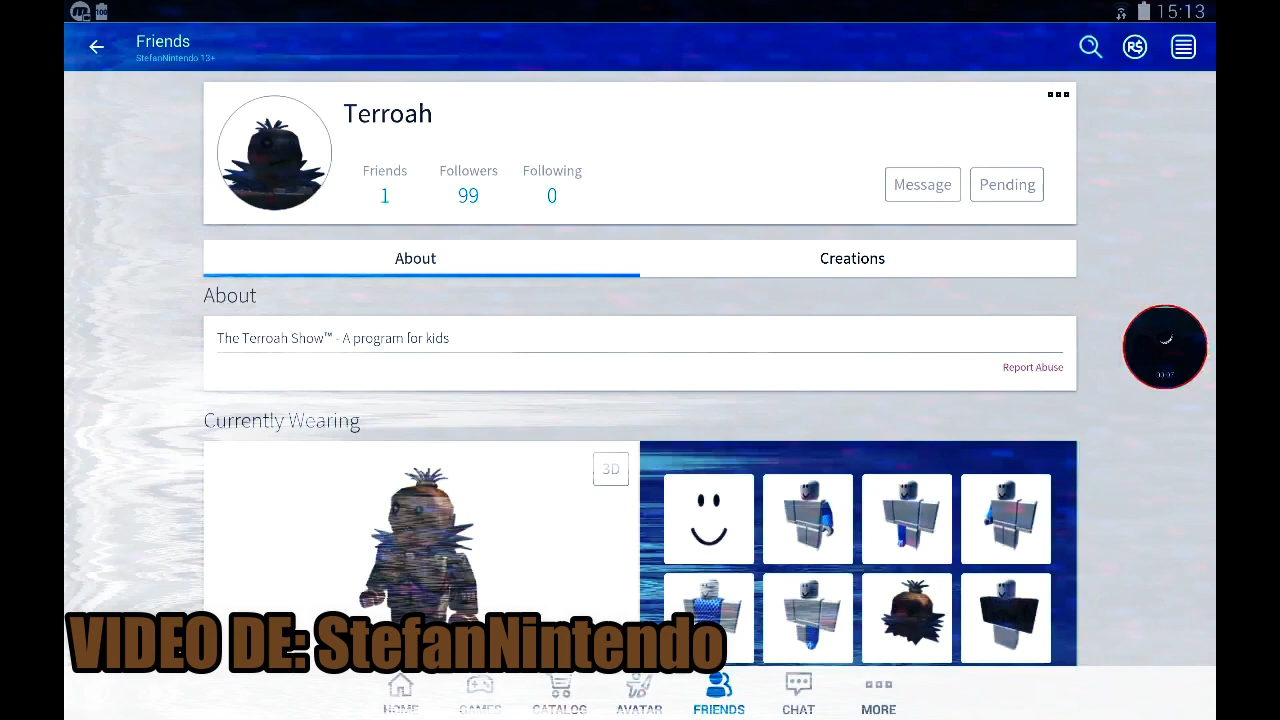 100
15:13
Friends
StefanNintendo 13+
R$
Terroah
Friends Followers Following
1 99 0
Message Pending
About Creations
About
The Terroah Show™ - A program for kids
Report Abuse
Currently Wearing
3D
VIDEO DE: StefanNintendo
HOME GAMES CATALOG AVATAR FRIENDS CHAT MORE